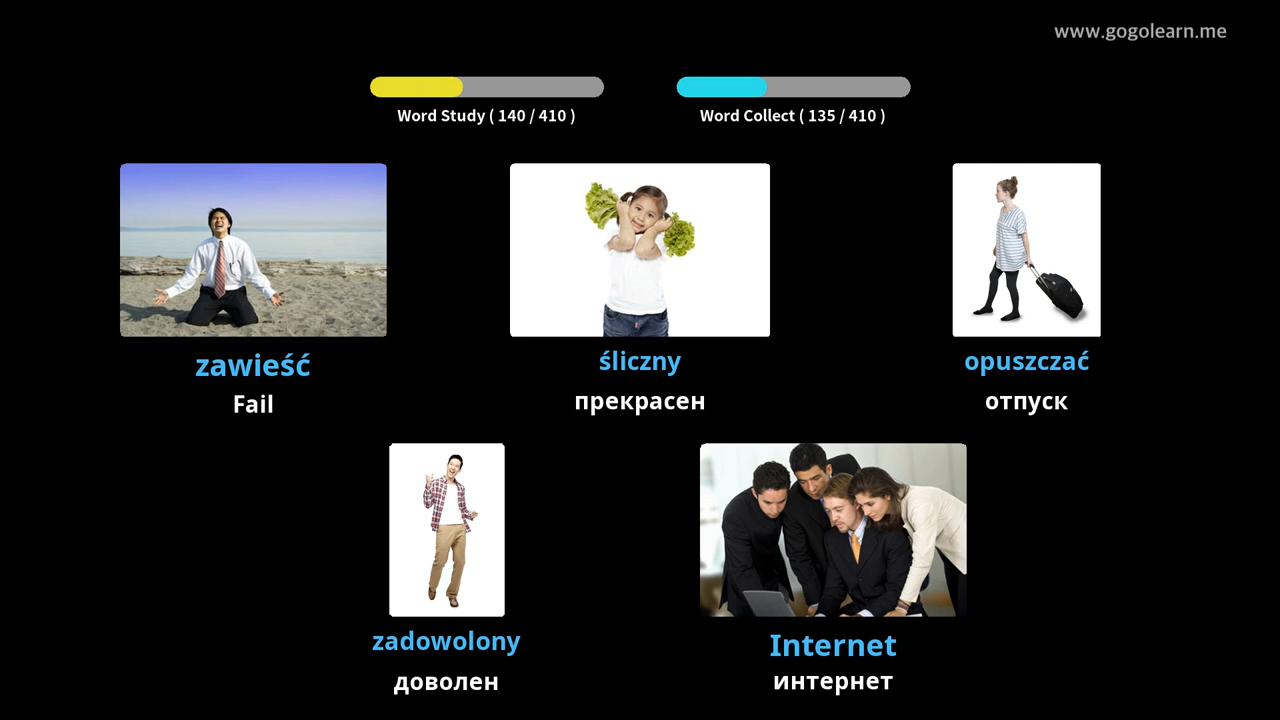 www.gogolearn.me
Word Study ( 140 / 410 )
Word Collect ( 135 / 410 )
zawieść
Fail
śliczny
прекрасен
opuszczać
отпуск
zadowolony
доволен
Internet
интернет